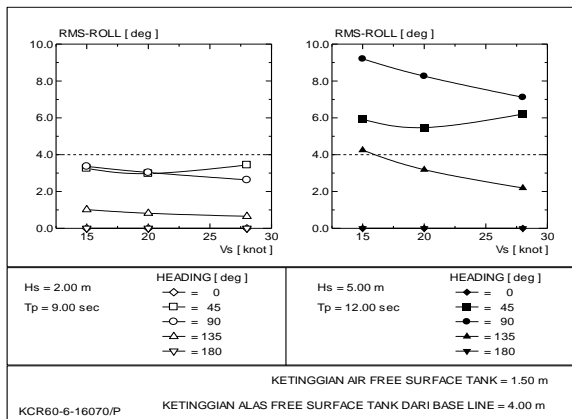 RMS-ROLL [ deg ]
10.0
8.0
6.0
4.0
2.0
0.0
15 20 25 30
Vs [ knot ]
RMS-ROLL [ deg ]
10.0
8.0
6.0
4.0
2.0
0.0
15 20 25 30
Vs [ knot ]
Hs = 2.00 m
Tp = 9.00 sec
HEADING [ deg ]
= 0
= 45
= 90
= 135
= 180
Hs = 5.00 m
Tp = 12.00 sec
HEADING [ deg ]
= 0
= 45
= 90
= 135
= 180
KETINGGIAN AIR FREE SURFACE TANK = 1.50 m
KCR60-6-16070/P
KETINGGIAN ALAS FREE SURFACE TANK DARI BASE LINE = 4.00 m